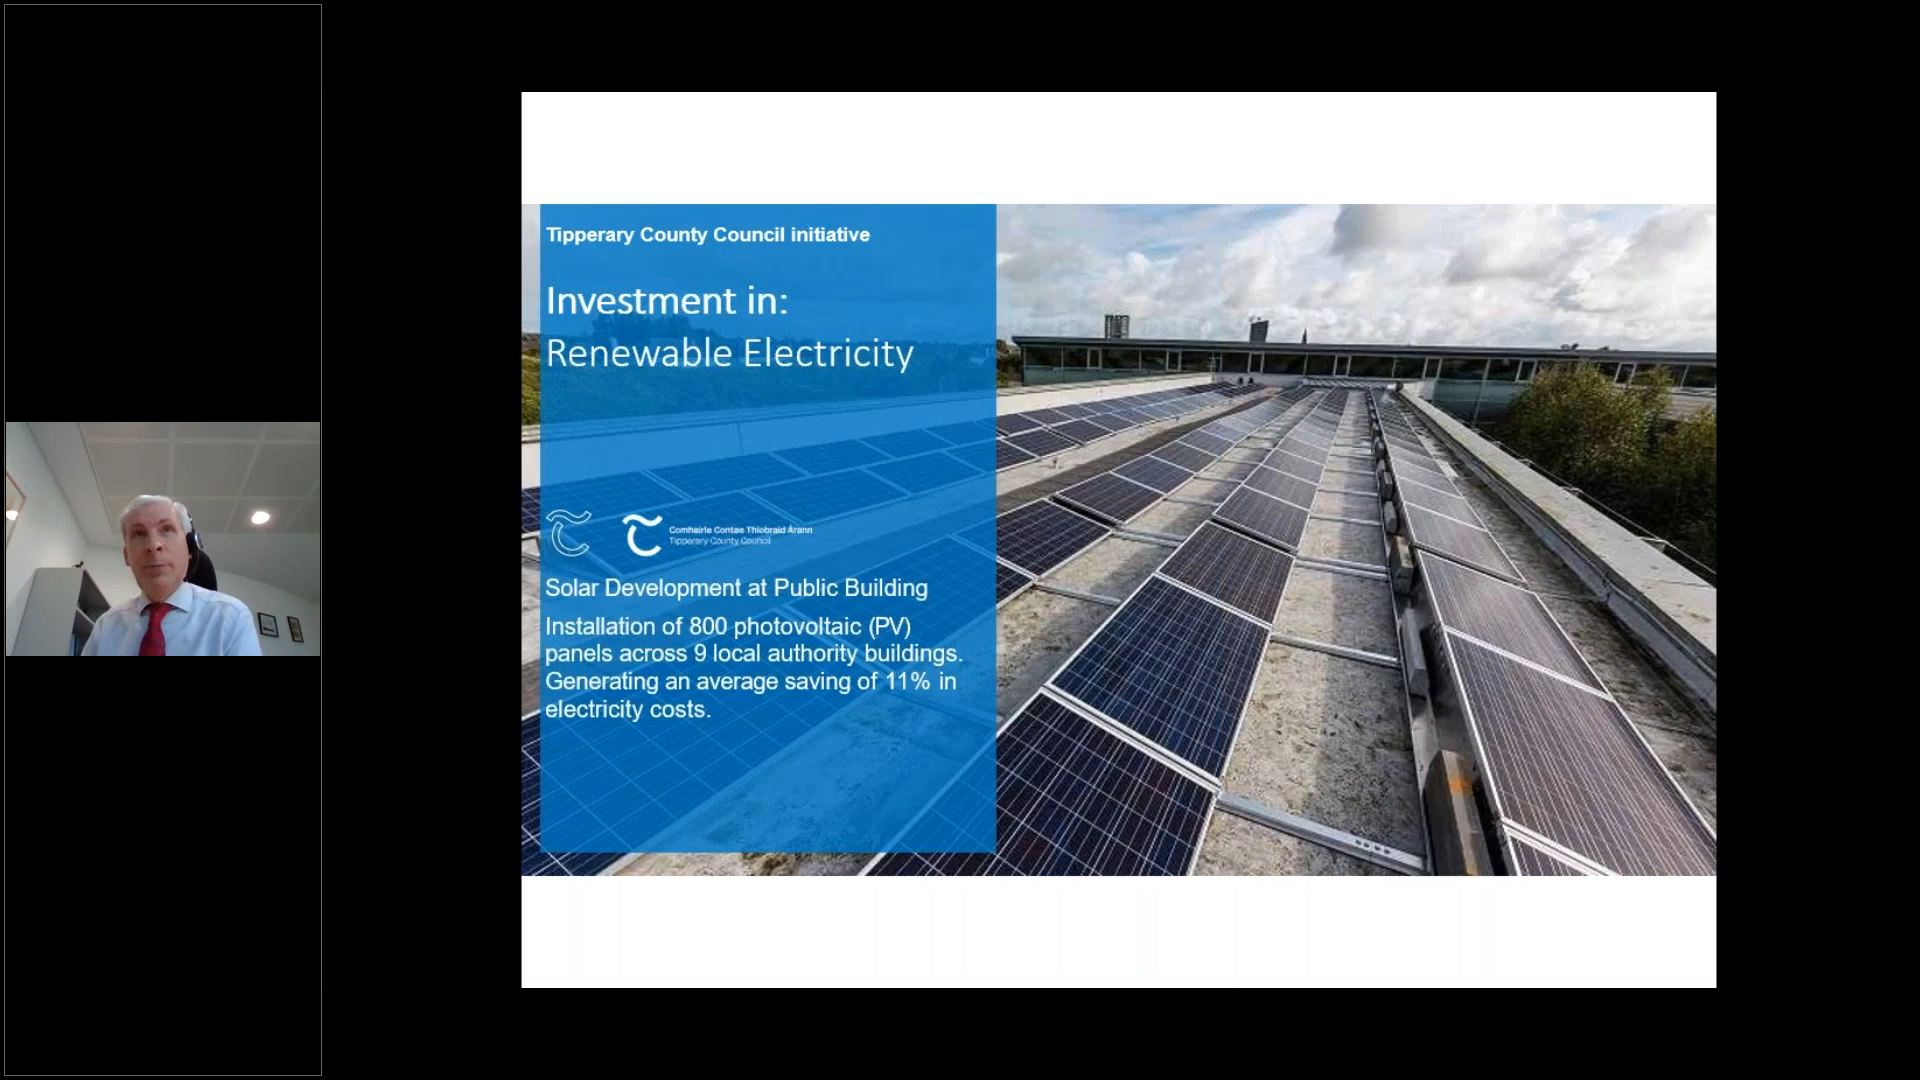 Tipperary County Council initiative
Investment in:
Renewable Electricity
Comhairle Contae Thiobraid Árann
Tipperary County Council
Solar Development at Public Building
Installation of 800 photovoltaic (PV)
panels across 9 local authority buildings.
Generating an average saving of 11% in
electricity costs.